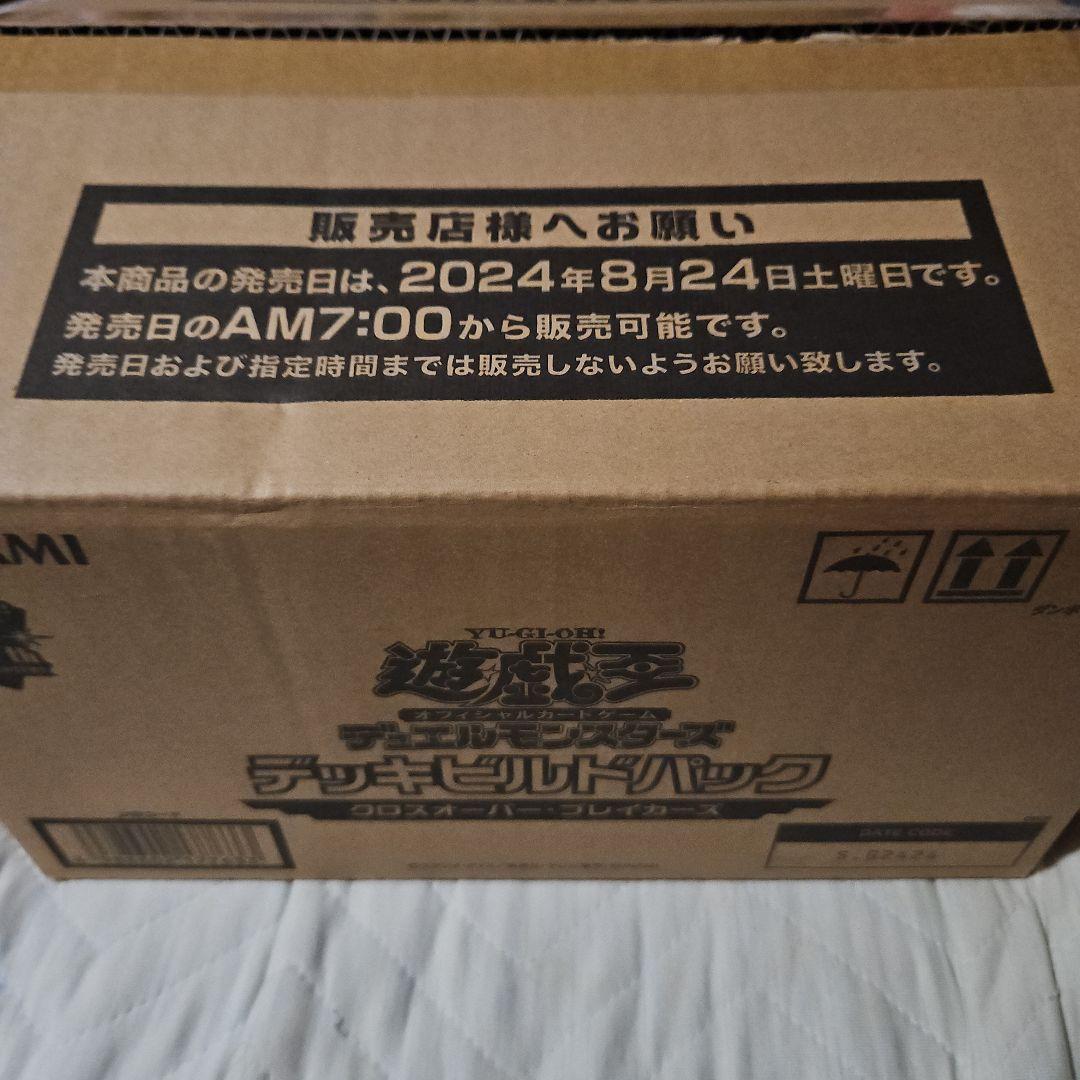 販売店様へお願い
本商品の発売日は、2024年8月24日土曜日です。
発売日のAM7:00から販売可能です。
発売日および指定時間までは販売しないようお願い致します。
AMI
YU-GI-OH!
遊☆戯☆王
オフィシャルカードゲーム
デュエルモンスターズ
デッキビルドパック
クロスオーバー・ブレイカーズ
DATE CODE